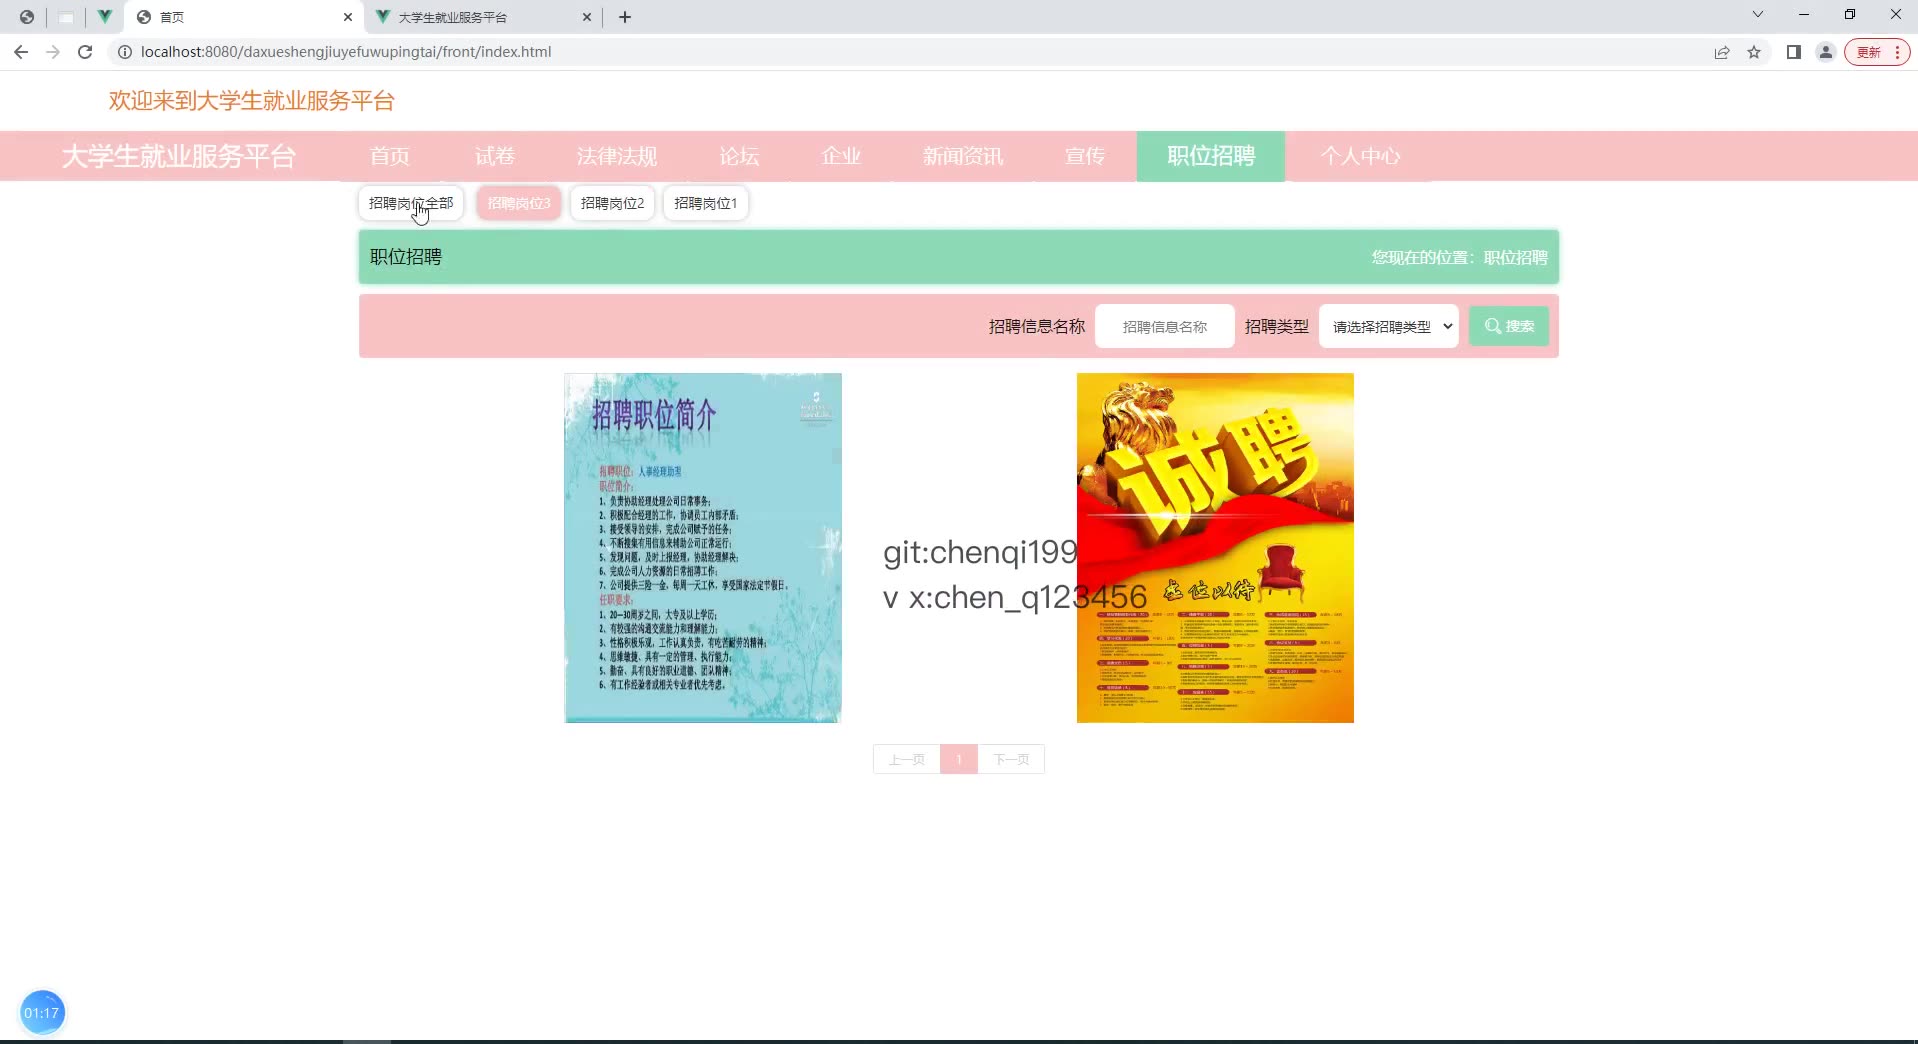 首页
大学生就业服务平台
localhost:8080/daxueshengjiuyefuwupingtai/front/index.html
更新
欢迎来到大学生就业服务平台
大学生就业服务平台
首页
试卷
法律法规
论坛
企业
新闻资讯
宣传
职位招聘
个人中心
招聘岗位全部
招聘岗位3
招聘岗位2
招聘岗位1
职位招聘
您现在的位置：职位招聘
招聘信息名称
招聘信息名称
招聘类型
请选择招聘类型
搜索
招聘职位简介
招聘职位：人事经理助理
职位简介：
1、负责协助经理处理公司日常事务；
2、积极配合经理的工作，协调员工内部矛盾；
3、接受领导的安排，完成公司赋予的任务；
4、不断搜集有用信息来辅助公司正常运行；
5、发现问题，及时上报经理，协助经理解决；
6、完成公司人力资源的日常招聘工作；
7、公司提供三险一金，每周一天工休，享受国家法定节假日。
任职要求：
1、20—30周岁之间，大专及以上学历；
2、有较强的沟通交流能力和理解能力；
3、性格积极乐观，工作认真负责，有吃苦耐劳的精神；
4、思维敏捷、具有一定的管理、执行能力；
5、勤奋、具有良好的职业道德、团队精神；
6、有工作经验者或相关专业者优先考虑。
诚聘
虚位以待
git:chenqi199
v x:chen_q123456
上一页
1
下一页
01:17